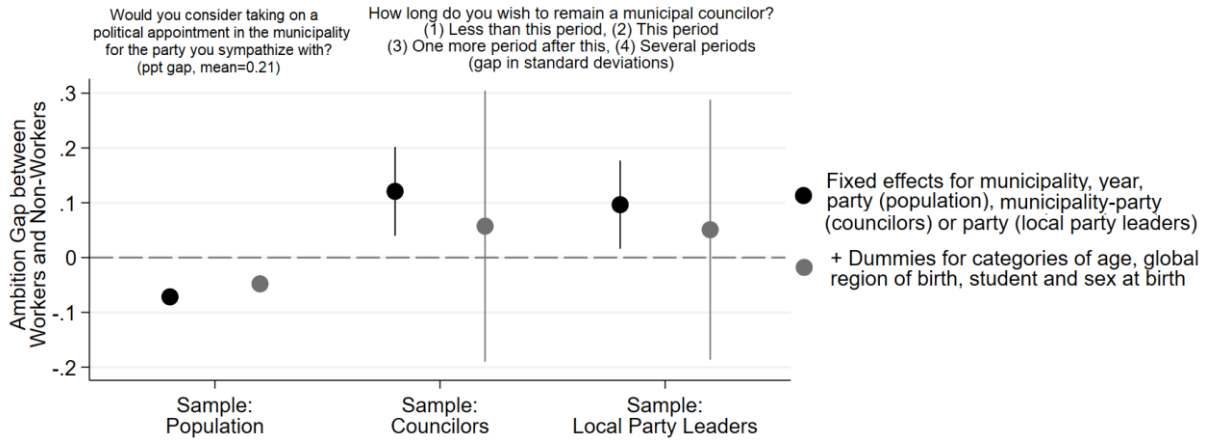 Would you consider taking on a
political appointment in the municipality
for the party you sympathize with?
(ppt gap, mean=0.21)
How long do you wish to remain a municipal councilor?
(1) Less than this period, (2) This period
(3) One more period after this, (4) Several periods
(gap in standard deviations)
Ambition Gap between
Workers and Non-Workers
.3
.2
.1
0
-.1
-.2
Sample:
Population
Sample:
Councilors
Sample:
Local Party Leaders
Fixed effects for municipality, year,
party (population), municipality-party
(councilors) or party (local party leaders)
+ Dummies for categories of age, global
region of birth, student and sex at birth